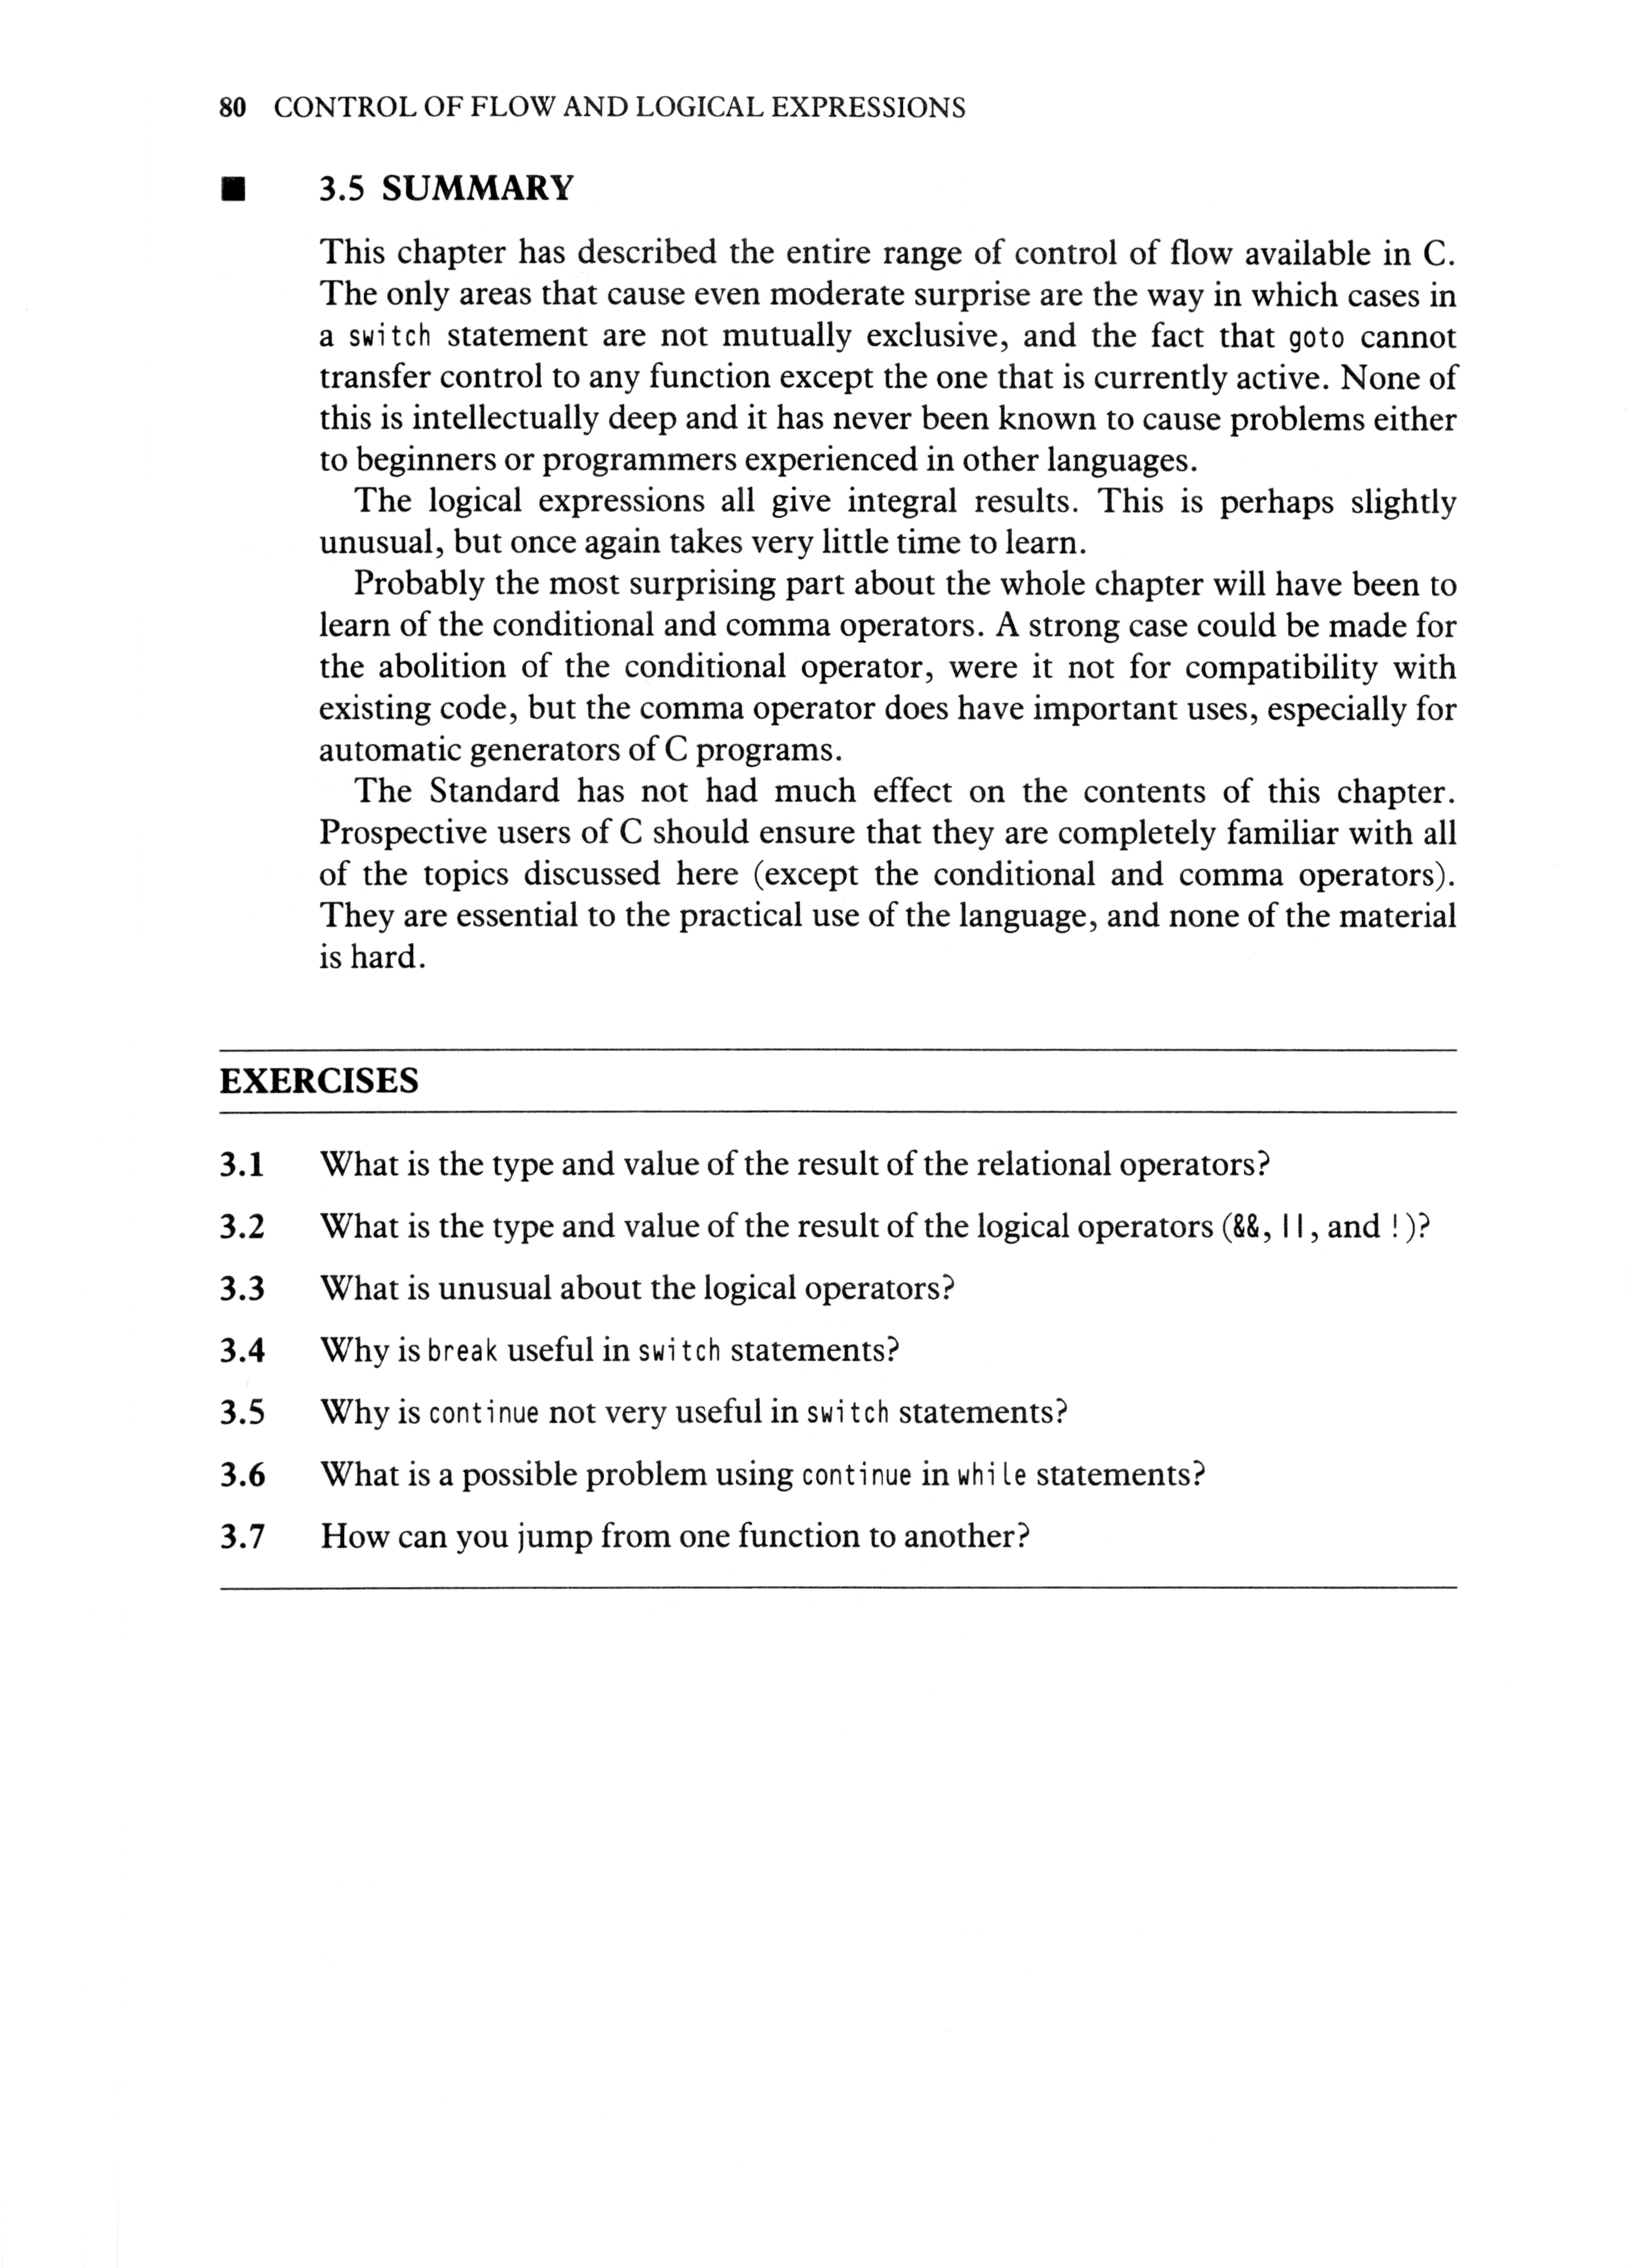 80 CONTROL OF FLOW AND LOGICAL EXPRESSIONS
3.5 SUMMARY
This chapter has described the entire range of control of flow available in C.
The only areas that cause even moderate surprise are the way in which cases in
a switch statement are not mutually exclusive, and the fact that goto cannot
transfer control to any function except the one that is currently active. None of
this is intellectually deep and it has never been known to cause problems either
to beginners or programmers experienced in other languages.
The logical expressions all give integral results. This is perhaps slightly
unusual, but once again takes very little time to learn.
Probably the most surprising part about the whole chapter will have been to
learn of the conditional and comma operators. A strong case could be made for
the abolition of the conditional operator, were it not for compatibility with
existing code, but the comma operator does have important uses, especially for
automatic generators of C programs.
The Standard has not had much effect on the contents of this chapter.
Prospective users of C should ensure that they are completely familiar with all
of the topics discussed here (except the conditional and comma operators).
They are essential to the practical use of the language, and none of the material
is hard.
EXERCISES
3.1 What is the type and value of the result of the relational operators?
3.2 What is the type and value of the result of the logical operators (&&, ||, and !)?
3.3 What is unusual about the logical operators?
3.4 Why is break useful in switch statements?
3.5 Why is continue not very useful in switch statements?
3.6 What is a possible problem using continue in while statements?
3.7 How can you jump from one function to another?